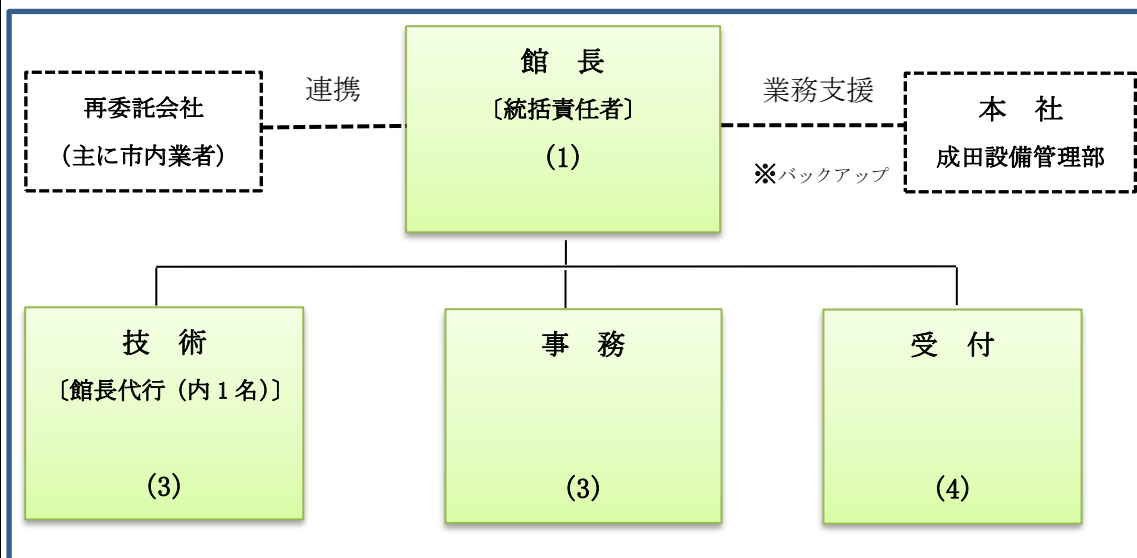 館　長
〔統括責任者〕
(1)
再委託会社
(主に市内業者)
連携
業務支援
※バックアップ
本　社
成田設備管理部
技　術
〔館長代行（内１名）〕
(3)
事　務
(3)
受　付
(4)